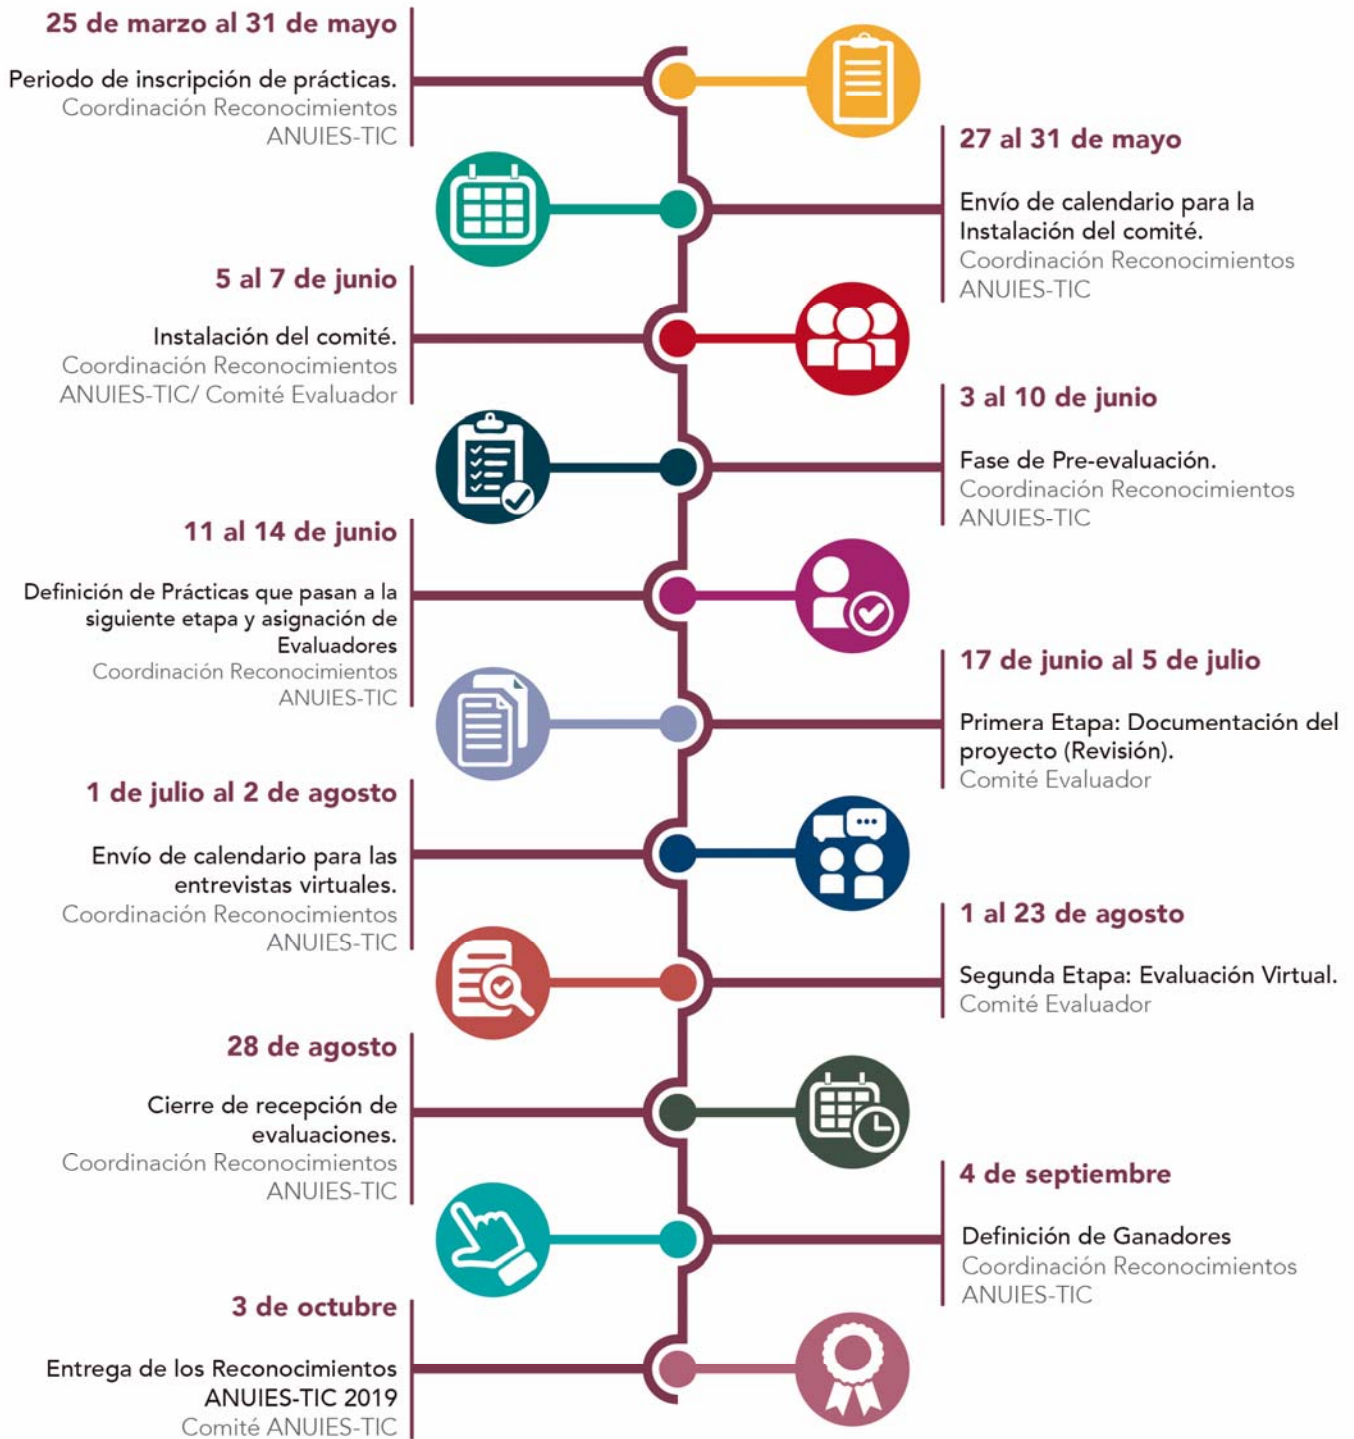 25 de marzo al 31 de mayo
Periodo de inscripción de prácticas.
Coordinación Reconocimientos
ANUIES-TIC
27 al 31 de mayo
Envío de calendario para la
Instalación del comité.
Coordinación Reconocimientos
ANUIES-TIC
5 al 7 de junio
Instalación del comité.
Coordinación Reconocimientos
ANUIES-TIC/ Comité Evaluador
3 al 10 de junio
Fase de Pre-evaluación.
Coordinación Reconocimientos
ANUIES-TIC
11 al 14 de junio
Definición de Prácticas que pasan a la
siguiente etapa y asignación de
Evaluadores
Coordinación Reconocimientos
ANUIES-TIC
17 de junio al 5 de julio
Primera Etapa: Documentación del
proyecto (Revisión).
Comité Evaluador
1 de julio al 2 de agosto
Envío de calendario para las
entrevistas virtuales.
Coordinación Reconocimientos
ANUIES-TIC
1 al 23 de agosto
Segunda Etapa: Evaluación Virtual.
Comité Evaluador
28 de agosto
Cierre de recepción de
evaluaciones.
Coordinación Reconocimientos
ANUIES-TIC
4 de septiembre
Definición de Ganadores
Coordinación Reconocimientos
ANUIES-TIC
3 de octubre
Entrega de los Reconocimientos
ANUIES-TIC 2019
Comité ANUIES-TIC